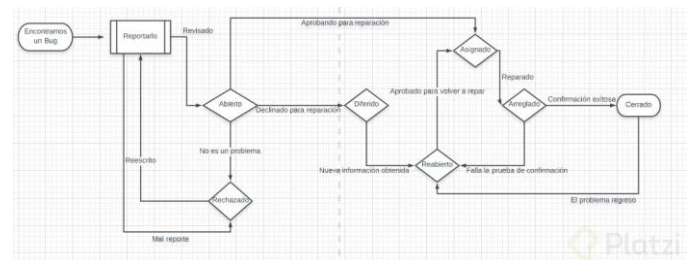 Encontramos
un Bug
Reportarlo
Revisado
Aprobando para reparación
Abierto
Declinado para reparación
Diferido
Asignado
Reparado
Aprobado para volver a repar
Arreglado
Confirmación exitosa
Cerrado
No es un problema
Reescrito
Nueva información obtenida
Reabierto
Falla la prueba de confirmación
Rechazado
El problema regreso
Mal reporte
Platzi